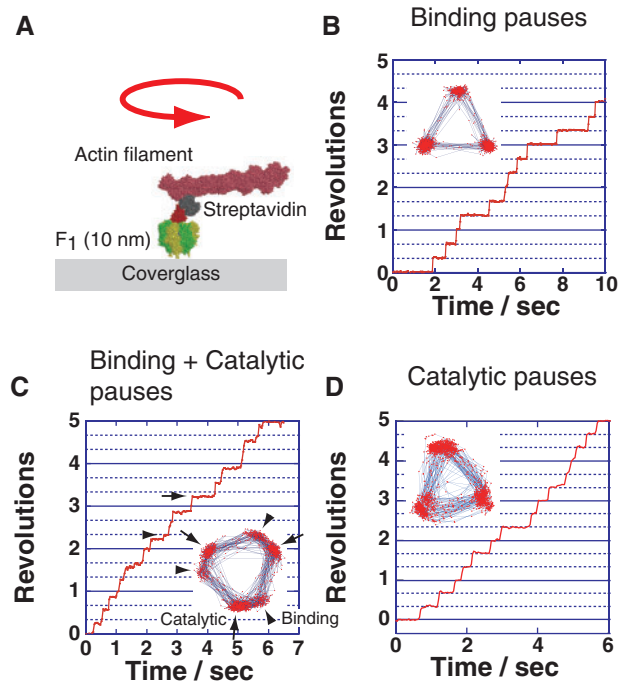 A
Actin filament
Streptavidin
F1 (10 nm)
Coverglass
B
Binding pauses
Revolutions
5
4
3
2
1
0
0 2 4 6 8 10
Time / sec
C
Binding + Catalytic
pauses
Revolutions
5
4
3
2
1
0
Catalytic
Binding
0 1 2 3 4 5 6 7
Time / sec
D
Catalytic pauses
Revolutions
5
4
3
2
1
0
0 2 4 6
Time / sec